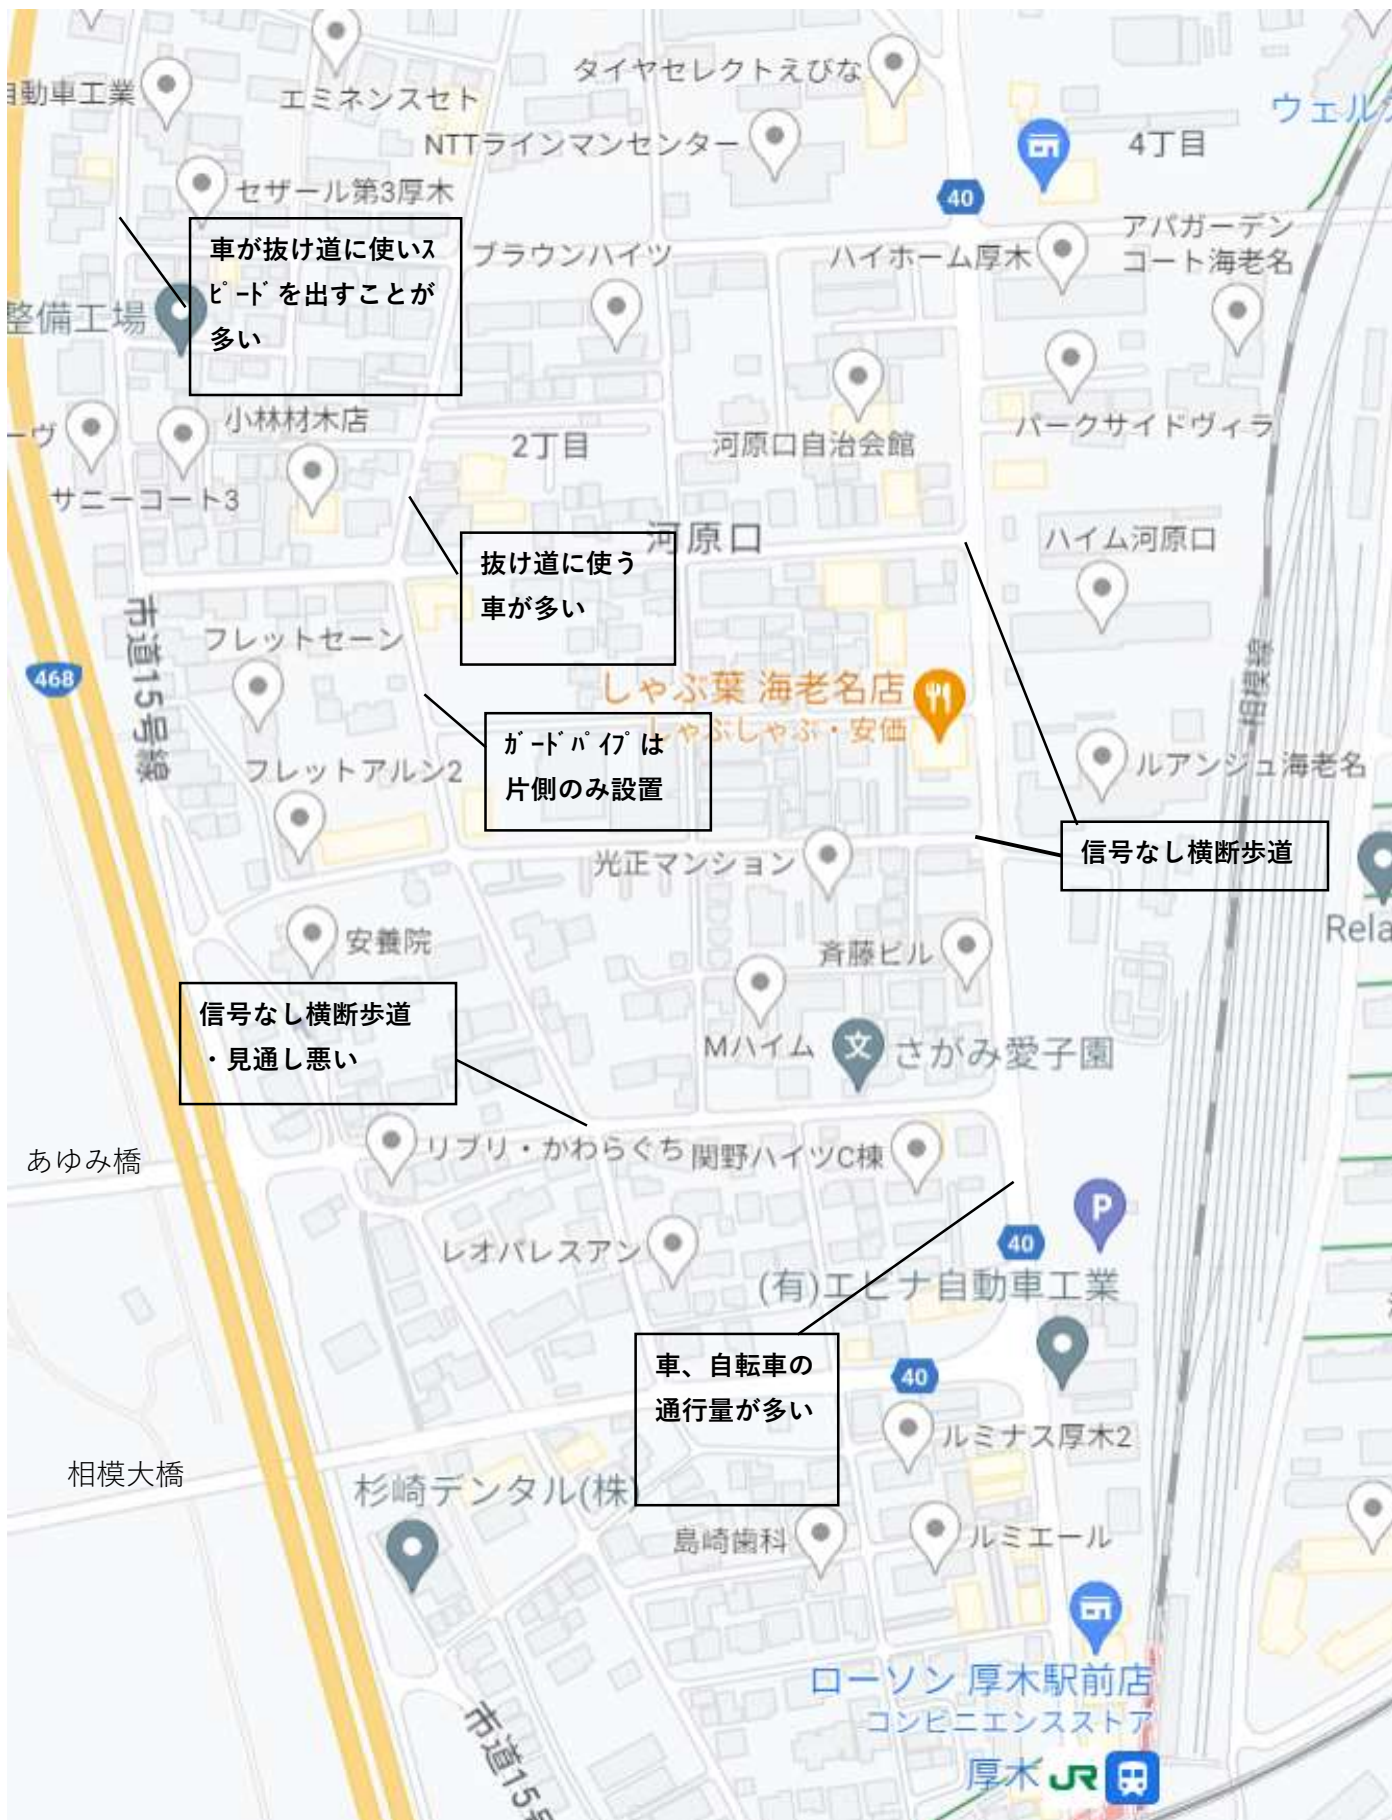 タイヤセレクトえびな
自動車工業
エミネンスセト
ウェル
NTTラインマンセンター
4丁目
セザール第3厚木
40
車が抜け道に使いｽ
ﾋﾟｰﾄﾞを出すことが
多い
ブラウンハイツ
ハイホーム厚木
アパガーデン
コート海老名
整備工場
小林材木店
ーヴ
2丁目
河原口自治会館
パークサイドヴィラ
サニーコート3
抜け道に使う
車が多い
河原口
ハイム河原口
市道15号線
フレットセーン
468
しゃぶ葉 海老名店
しゃぶしゃぶ・安価
相模線
ｶﾞｰﾄﾞﾊﾟｲﾌﾟは
片側のみ設置
フレットアルン2
ルアンジュ海老名
信号なし横断歩道
光正マンション
Rela
安養院
斉藤ビル
信号なし横断歩道
・見通し悪い
Mハイム
文
さがみ愛子園
あゆみ橋
リブリ・かわらぐち
関野ハイツC棟
P
レオパレスアン
40
(有)エビナ自動車工業
車、自転車の
通行量が多い
40
ルミナス厚木2
相模大橋
杉崎デンタル(株)
島崎歯科
ルミエール
ローソン 厚木駅前店
コンビニエンスストア
市道15号
厚木 JR